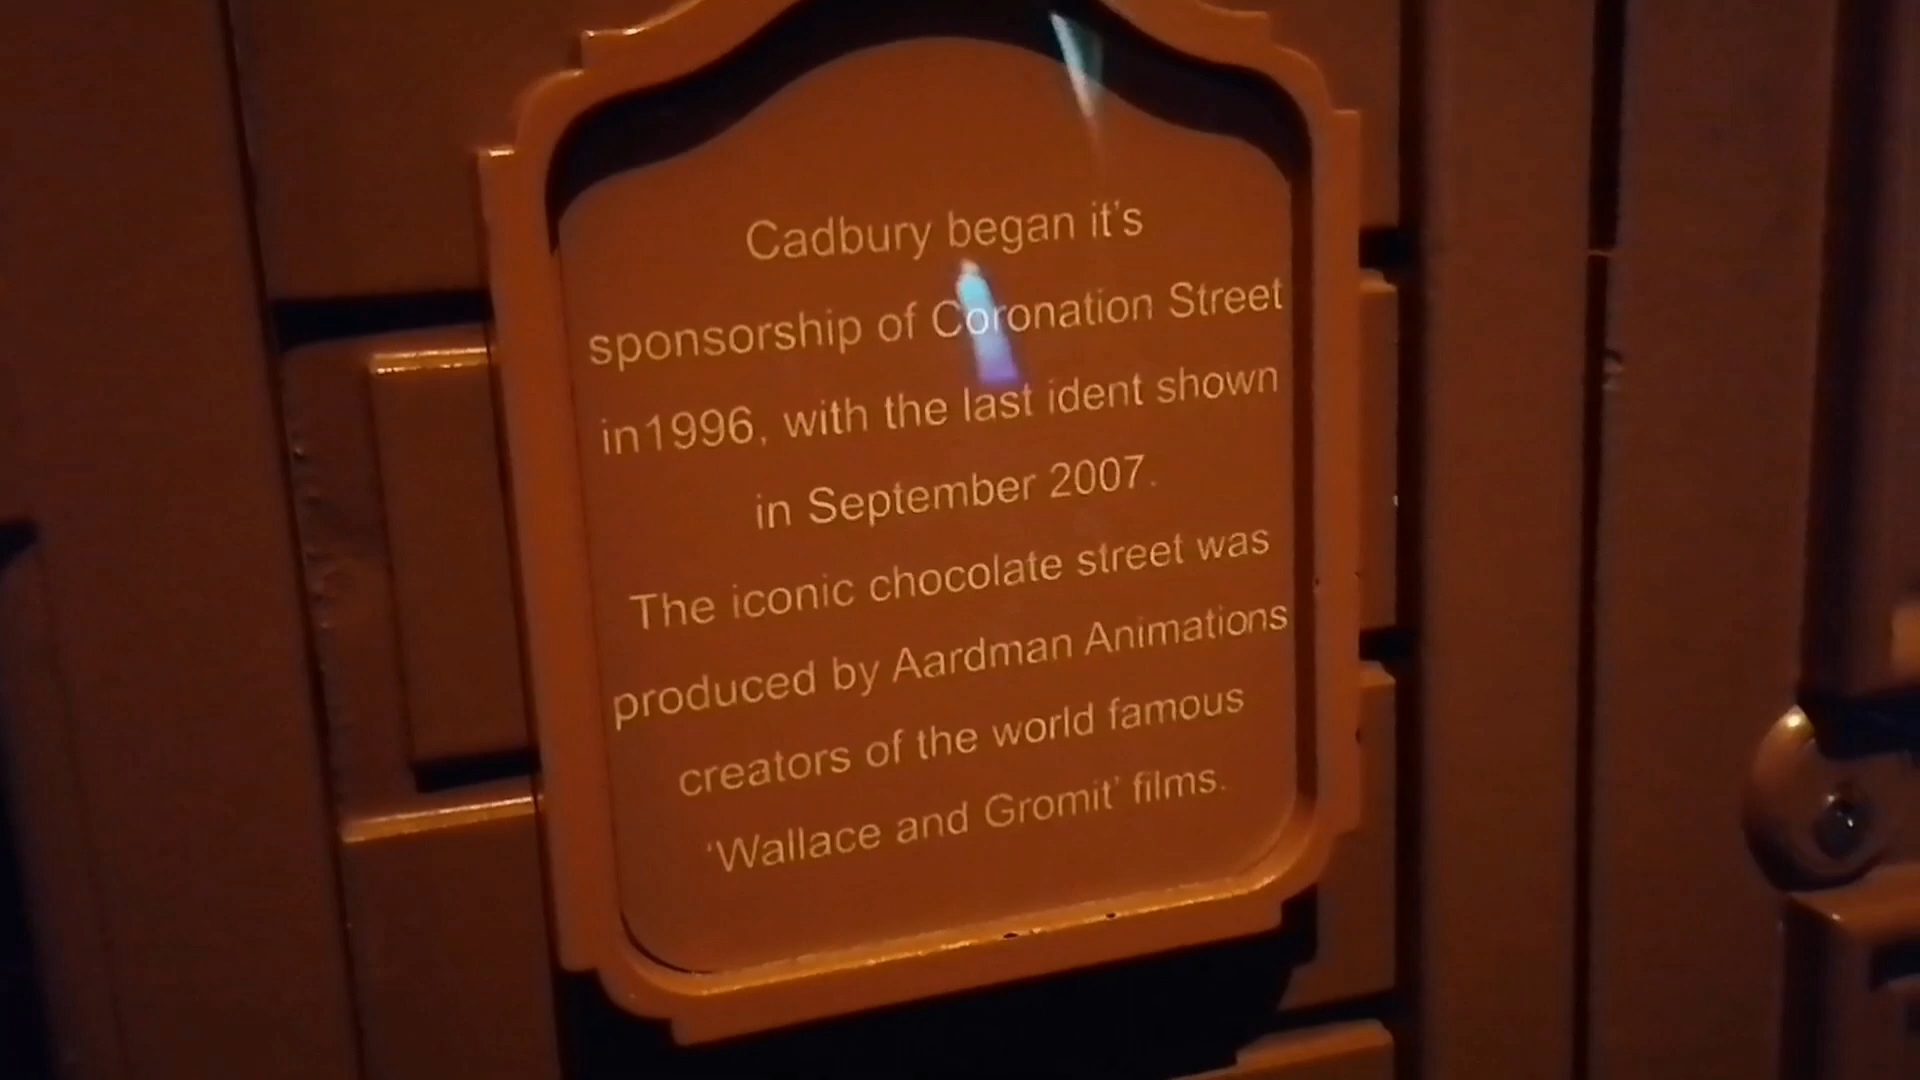 Cadbury began it's
sponsorship of Coronation Street
in1996, with the last ident shown
in September 2007.
The iconic chocolate street was
produced by Aardman Animations
creators of the world famous
‘Wallace and Gromit’ films.